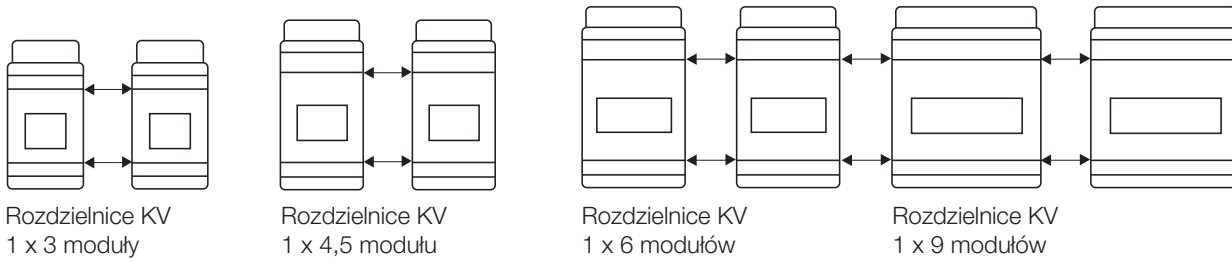 Rozdzielnice KV
1 x 3 moduły
Rozdzielnice KV
1 x 4,5 modułu
Rozdzielnice KV
1 x 6 modułów
Rozdzielnice KV
1 x 9 modułów